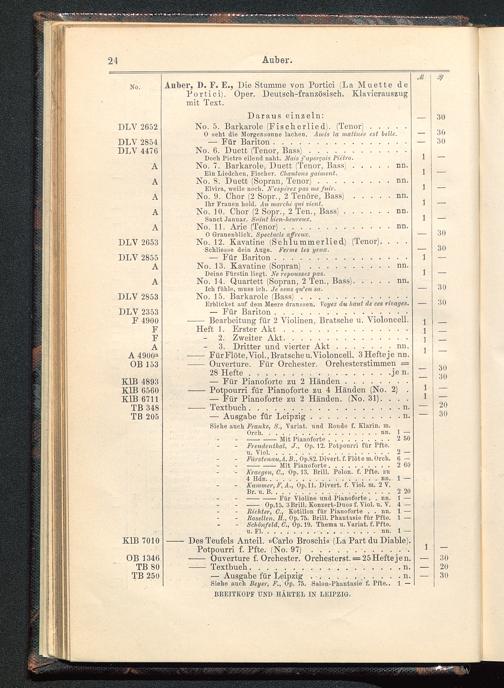 24 Auber.
No. ℳ ₰
Auber, D. F. E., Die Stumme von Portici (La Muette de
Portici). Oper. Deutsch-französisch. Klavierauszug
mit Text.
Daraus einzeln: — 30
DLV 2652 No. 5. Barkarole (Fischerlied). (Tenor)
O seht die Morgensonne lachen. Amis la matinée est belle. — 30
DLV 2854 — Für Bariton — 30
DLV 4476 No. 6. Duett (Tenor, Bass)
Doch Pietro eilend naht. Mais j'aperçois Piétro. 1 —
A No. 7. Barkarole, Duett (Tenor, Bass) nn.
Ein Liedchen, Fischer. Chantons gaiment. 1 —
A No. 8. Duett (Sopran, Tenor) nn.
Elvira, weile noch. N'espérez pas me fuir. 1 —
A No. 9. Chor (2 Sopr., 2 Tenöre, Bass) nn.
Ihr Frauen hold. Au marché qui vient. 1 —
A No. 10. Chor (2 Sopr., 2 Ten., Bass) nn.
Sanct Januar. Saint bien-heureux. 1 —
A No. 11. Arie (Tenor) nn.
O Grauenblick. Spectacle affreux. — 30
DLV 2653 No. 12. Kavatine (Schlummerlied) (Tenor)
Schliesse dein Auge. Ferme tes yeux. — 30
DLV 2855 — Für Bariton 1 —
A No. 13. Kavatine (Sopran) nn.
Deine Fürstin liegt. Ne repoussez pas. 1 —
A No. 14. Quartett (Sopran, 2 Ten., Bass) nn.
Ich fühle, muss ich. Je sens qu'en sa. — 30
DLV 2853 No. 15. Barkarole (Bass)
Erblicket auf dem Meere draussen. Voyez du haut de ces rivages. — 30
DLV 2353 — Für Bariton
F 4900 — Bearbeitung für 2 Violinen, Bratsche u. Violoncell. 1 —
F Heft 1. Erster Akt 1 —
F - 2. Zweiter Akt 1 —
A - 3. Dritter und vierter Akt nn. 1 —
A 4900a — Für Flöte, Viol., Bratsche u. Violoncell. 3 Hefte je nn.
OB 153 — Ouverture. Für Orchester. Orchesterstimmen = — 30
28 Hefte je n. — 30
KlB 4893 — Für Pianoforte zu 2 Händen
KlB 6560 — Potpourri für Pianoforte zu 4 Händen (No. 2) 1 —
KlB 6711 — Für Pianoforte zu 2 Händen. (No. 31) 1 —
TB 348 — Textbuch n. — 20
TB 205 — Ausgabe für Leipzig n. — 30
Siehe auch Franke, S., Variat. und Rondo f. Klarin. m.
Orch. nn. 1 —
- - — — Mit Pianoforte 2 50
- - Freudenthal, J., Op. 12. Potpourri für Pfte.
u. Viol. 2 —
- - Fürstenau, A. B., Op. 82. Divert. f. Flöte m. Orch. 6 —
- - — — Mit Pianoforte 2 60
- - Kraegen, C., Op. 13. Brill. Polon. f. Pfte. zu
4 Hdn. nn. 1 —
- - Kummer, F. A., Op. 11. Divert. f. Viol. m. 2 V.
Br. u. B. 2 20
- - — — Für Violine und Pianoforte nn. 1 —
- - — Op. 15. 3 Brill. Konzert-Duos f. Viol. u. V. 4 —
- - Richter, C., Kotillon für Pianoforte nn. 1 —
- - Rosellen, H., Op. 75. Brill. Phantasie für Pfte. 1 —
- - Schönfeld, C., Op. 19. Thema u. Variat. f. Pfte.
u. Fl. nn. 1 —
KlB 7010 — Des Teufels Anteil. »Carlo Broschi« (La Part du Diable).
Potpourri f. Pfte. (No. 97) 1 —
OB 1346 — Ouverture f. Orchester. Orchesterst. = 25 Hefte je n. — 30
TB 80 — Textbuch n. — 20
TB 250 — Ausgabe für Leipzig n. — 30
Siehe auch Beyer, F., Op. 75. Salon-Phantasie f. Pfte. 1 —
BREITKOPF UND HÄRTEL IN LEIPZIG.